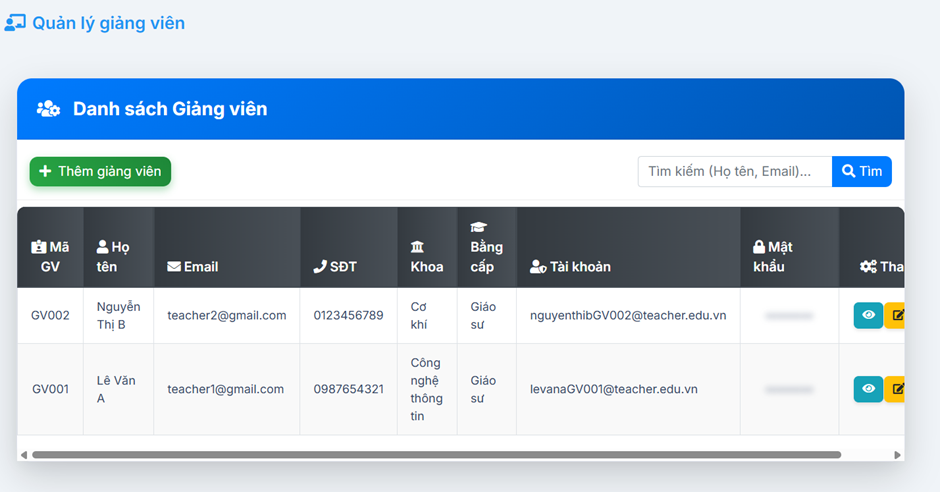 Quản lý giảng viên
Danh sách Giảng viên
Thêm giảng viên
Tìm kiếm (Họ tên, Email)...
Tìm
Mã GV
Họ tên
Email
SĐT
Khoa
Bằng cấp
Tài khoản
Mật khẩu
Tha
GV002
Nguyễn Thị B
teacher2@gmail.com
0123456789
Cơ khí
Giáo sư
nguyenthibGV002@teacher.edu.vn
GV001
Lê Văn A
teacher1@gmail.com
0987654321
Công nghệ thông tin
Giáo sư
levanaGV001@teacher.edu.vn